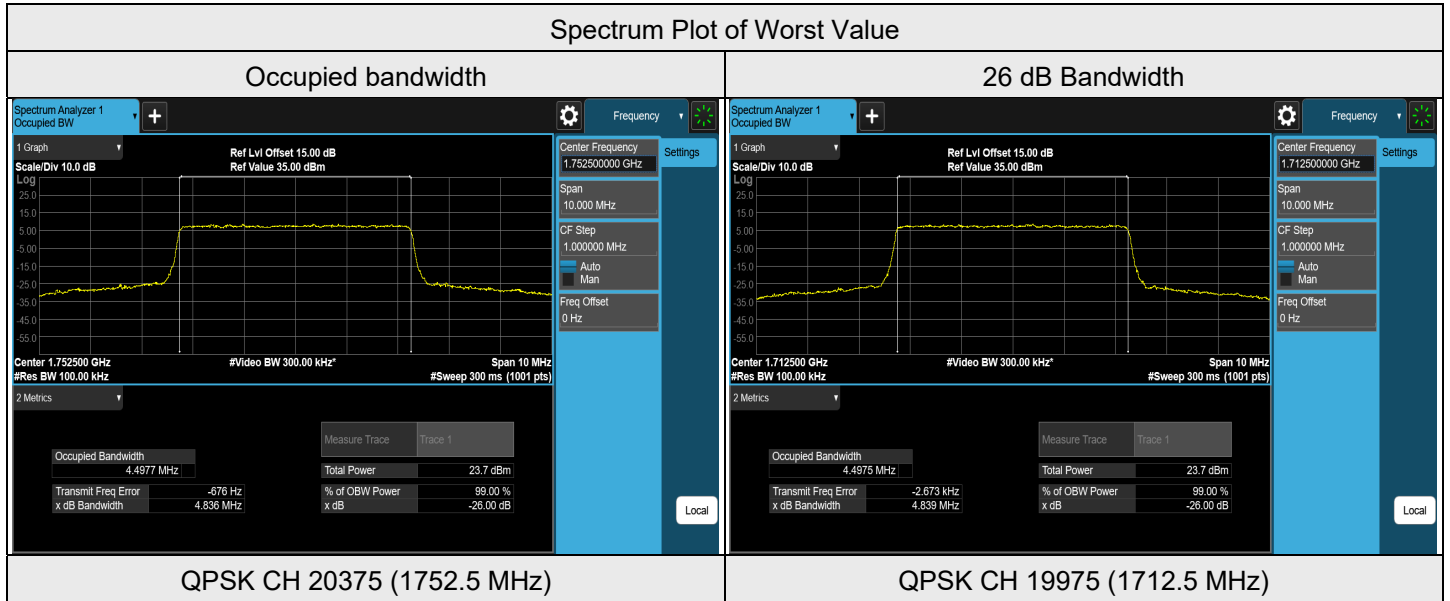 Spectrum Plot of Worst Value
Occupied bandwidth
26 dB Bandwidth
Spectrum Analyzer 1
Occupied BW
+
Frequency
1 Graph
Scale/Div 10.0 dB
Ref Lvl Offset 15.00 dB
Ref Value 35.00 dBm
Log
25.0
15.0
5.00
-5.00
-15.0
-25.0
-35.0
-45.0
-55.0
Center 1.752500 GHz
#Res BW 100.00 kHz
#Video BW 300.00 kHz*
Span 10 MHz
#Sweep 300 ms (1001 pts)
Center Frequency
1.752500000 GHz
Settings
Span
10.000 MHz
CF Step
1.000000 MHz
Auto
Man
Freq Offset
0 Hz
2 Metrics
Measure Trace Trace 1
Occupied Bandwidth
4.4977 MHz
Total Power 23.7 dBm
Transmit Freq Error -676 Hz
% of OBW Power 99.00 %
x dB Bandwidth 4.836 MHz
x dB -26.00 dB
Local
Spectrum Analyzer 1
Occupied BW
+
Frequency
1 Graph
Scale/Div 10.0 dB
Ref Lvl Offset 15.00 dB
Ref Value 35.00 dBm
Log
25.0
15.0
5.00
-5.00
-15.0
-25.0
-35.0
-45.0
-55.0
Center 1.712500 GHz
#Res BW 100.00 kHz
#Video BW 300.00 kHz*
Span 10 MHz
#Sweep 300 ms (1001 pts)
Center Frequency
1.712500000 GHz
Settings
Span
10.000 MHz
CF Step
1.000000 MHz
Auto
Man
Freq Offset
0 Hz
2 Metrics
Measure Trace Trace 1
Occupied Bandwidth
4.4975 MHz
Total Power 23.7 dBm
Transmit Freq Error -2.673 kHz
% of OBW Power 99.00 %
x dB Bandwidth 4.839 MHz
x dB -26.00 dB
Local
QPSK CH 20375 (1752.5 MHz)
QPSK CH 19975 (1712.5 MHz)